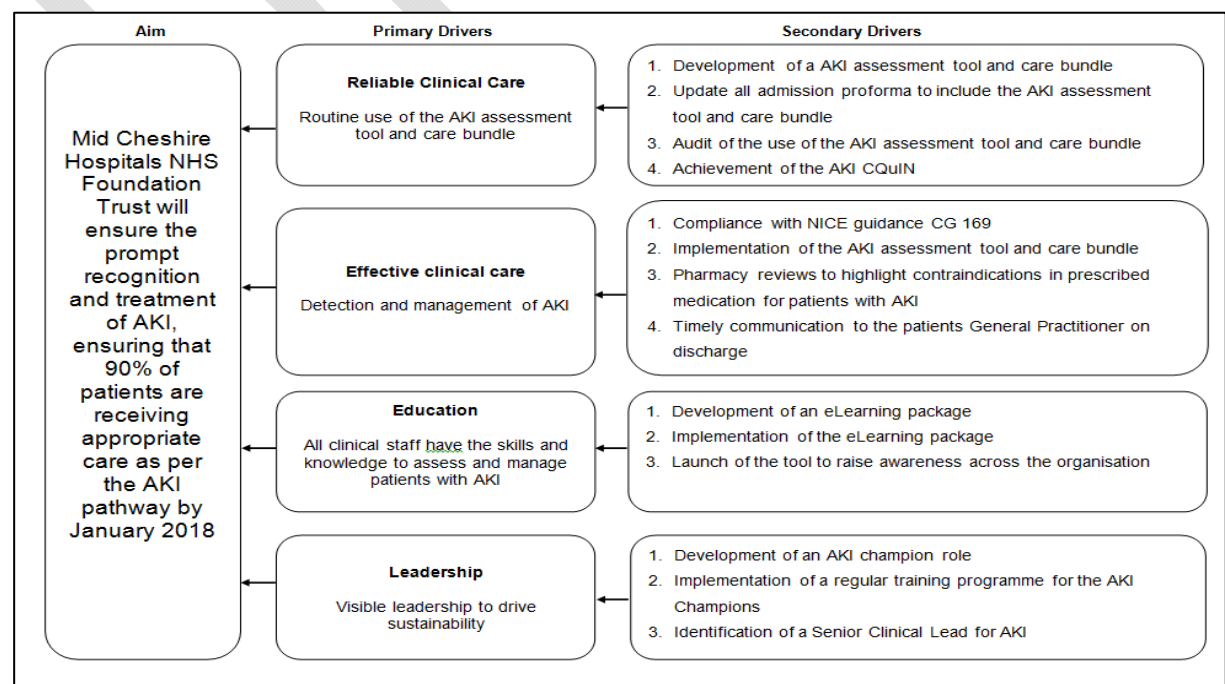 Aim
Primary Drivers
Secondary Drivers
Mid Cheshire
Hospitals NHS
Foundation
Trust will
ensure the
prompt
recognition
and treatment
of AKI,
ensuring that
90% of
patients are
receiving
appropriate
care as per
the AKI
pathway by
January 2018
Reliable Clinical Care
Routine use of the AKI assessment
tool and care bundle
1. Development of a AKI assessment tool and care bundle
2. Update all admission proforma to include the AKI assessment
tool and care bundle
3. Audit of the use of the AKI assessment tool and care bundle
4. Achievement of the AKI CQuIN
Effective clinical care
Detection and management of AKI
1. Compliance with NICE guidance CG 169
2. Implementation of the AKI assessment tool and care bundle
3. Pharmacy reviews to highlight contraindications in prescribed
medication for patients with AKI
4. Timely communication to the patients General Practitioner on
discharge
Education
All clinical staff have the skills and
knowledge to assess and manage
patients with AKI
1. Development of an eLearning package
2. Implementation of the eLearning package
3. Launch of the tool to raise awareness across the organisation
Leadership
Visible leadership to drive
sustainability
1. Development of an AKI champion role
2. Implementation of a regular training programme for the AKI
Champions
3. Identification of a Senior Clinical Lead for AKI